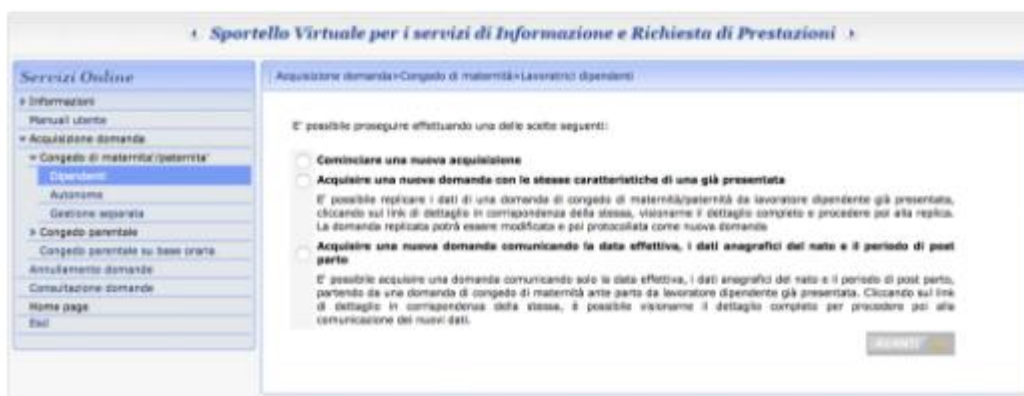 Sportello Virtuale per i servizi di Informazione e Richiesta di Prestazioni
Servizi Online
Informazioni
Manuali utente
Acquisizione domanda
Congedo di maternita'/paternita'
Dipendenti
Autonome
Gestione separata
Congedo parentale
Congedo parentale su base oraria
Annullamento domande
Consultazione domande
Home page
Esci
Acquisizione domanda>Congedo di maternità>Lavoratrici dipendenti
E' possibile proseguire effettuando una delle scelte seguenti:
Cominciare una nuova acquisizione
Acquisire una nuova domanda con le stesse caratteristiche di una già presentata
E' possibile replicare i dati di una domanda di congedo di maternità/paternità da lavoratore dipendente già presentata,
cliccando sul link di dettaglio in corrispondenza della stessa, visionarne il dettaglio completo e procedere poi alla replica.
La domanda replicata potrà essere modificata e poi protocollata come nuova domanda
Acquisire una nuova domanda comunicando la data effettiva, i dati anagrafici del nato e il periodo di post
parto
E' possibile acquisire una domanda comunicando solo la data effettiva, i dati anagrafici del nato e il periodo di post parto,
partendo da una domanda di congedo di maternità ante parto da lavoratore dipendente già presentata. Cliccando sul link
di dettaglio in corrispondenza della stessa, è possibile visionarne il dettaglio completo per procedere poi alla
comunicazione dei nuovi dati.
AVANTI